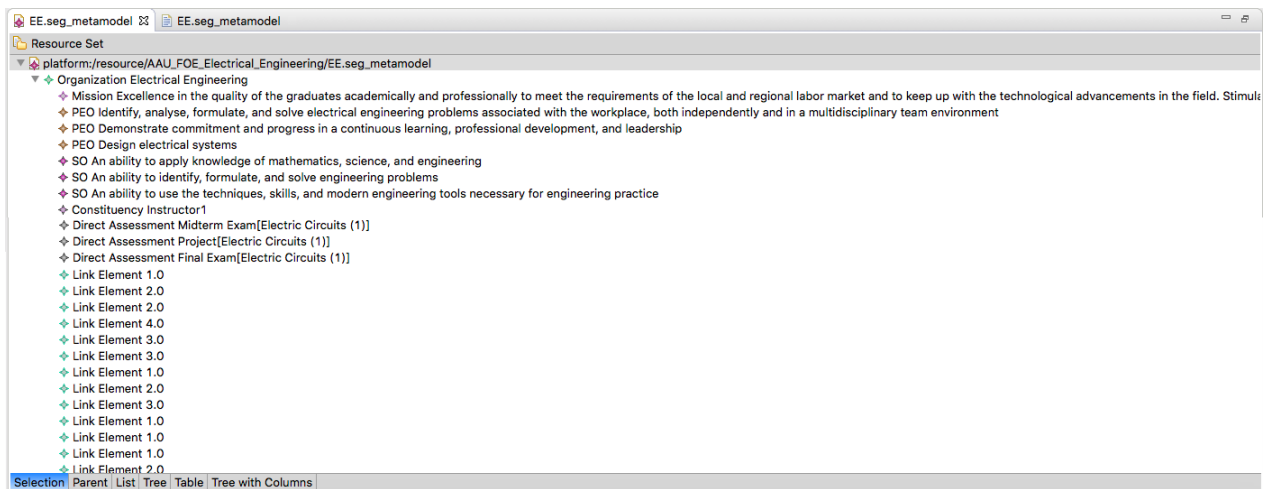 EE.seg_metamodel EE.seg_metamodel
Resource Set
platform:/resource/AAU_FOE_Electrical_Engineering/EE.seg_metamodel
Organization Electrical Engineering
Mission Excellence in the quality of the graduates academically and professionally to meet the requirements of the local and regional labor market and to keep up with the technological advancements in the field. Stimula
PEO Identify, analyse, formulate, and solve electrical engineering problems associated with the workplace, both independently and in a multidisciplinary team environment
PEO Demonstrate commitment and progress in a continuous learning, professional development, and leadership
PEO Design electrical systems
SO An ability to apply knowledge of mathematics, science, and engineering
SO An ability to identify, formulate, and solve engineering problems
SO An ability to use the techniques, skills, and modern engineering tools necessary for engineering practice
Constituency Instructor1
Direct Assessment Midterm Exam[Electric Circuits (1)]
Direct Assessment Project[Electric Circuits (1)]
Direct Assessment Final Exam[Electric Circuits (1)]
Link Element 1.0
Link Element 2.0
Link Element 2.0
Link Element 4.0
Link Element 3.0
Link Element 3.0
Link Element 1.0
Link Element 2.0
Link Element 3.0
Link Element 1.0
Link Element 1.0
Link Element 1.0
Link Element 2.0
Selection Parent List Tree Table Tree with Columns